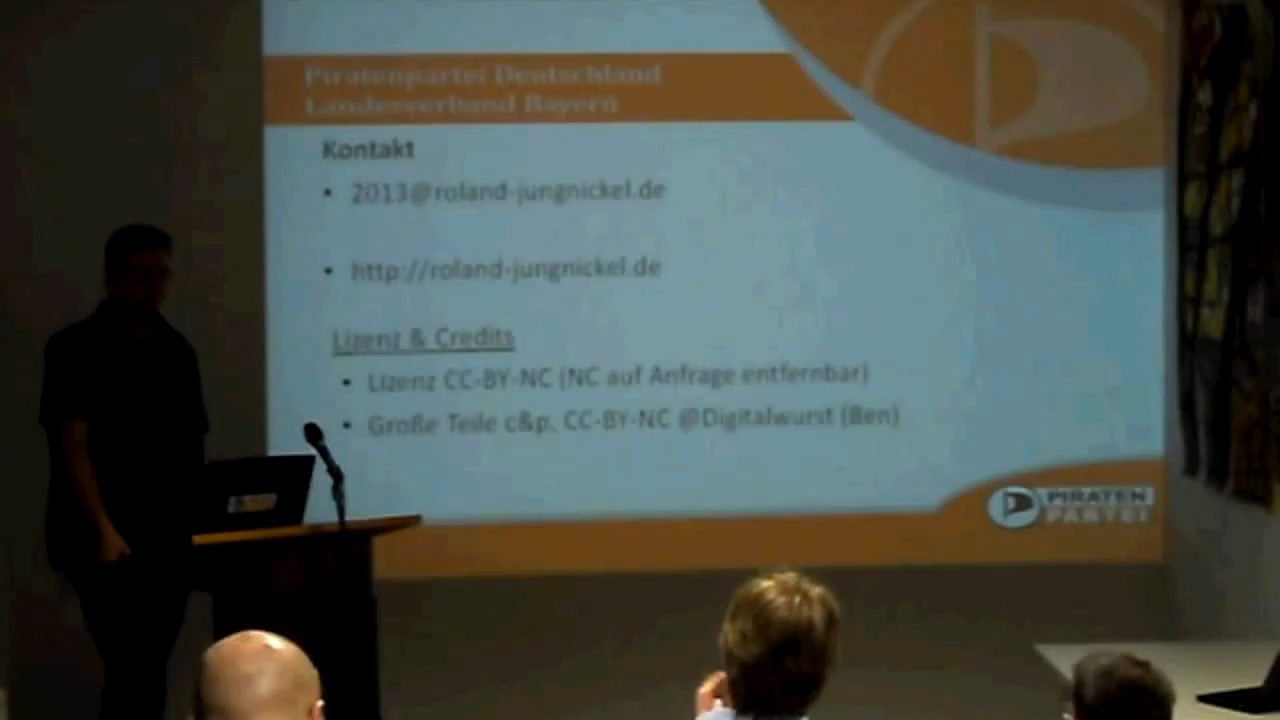 Piratenpartei Deutschland
Landesverband Bayern
Kontakt
• 2013@roland-jungnickel.de
• http://roland-jungnickel.de
Lizenz & Credits
• Lizenz CC-BY-NC (NC auf Anfrage entfernbar)
• Große Teile c&p, CC-BY-NC @Digitalwurst (Ben)
PIRATEN
PARTEI